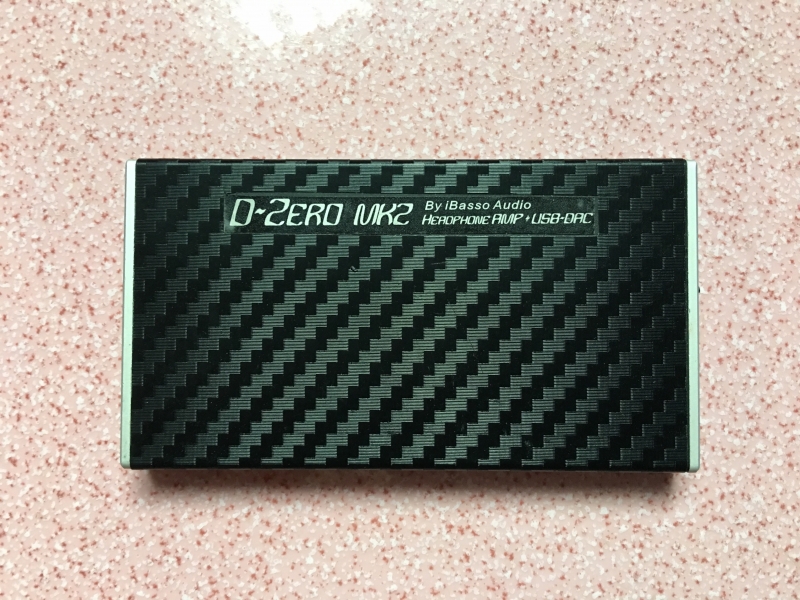 D-Zero MK2
By iBasso Audio
Headphone AMP + USB-DAC